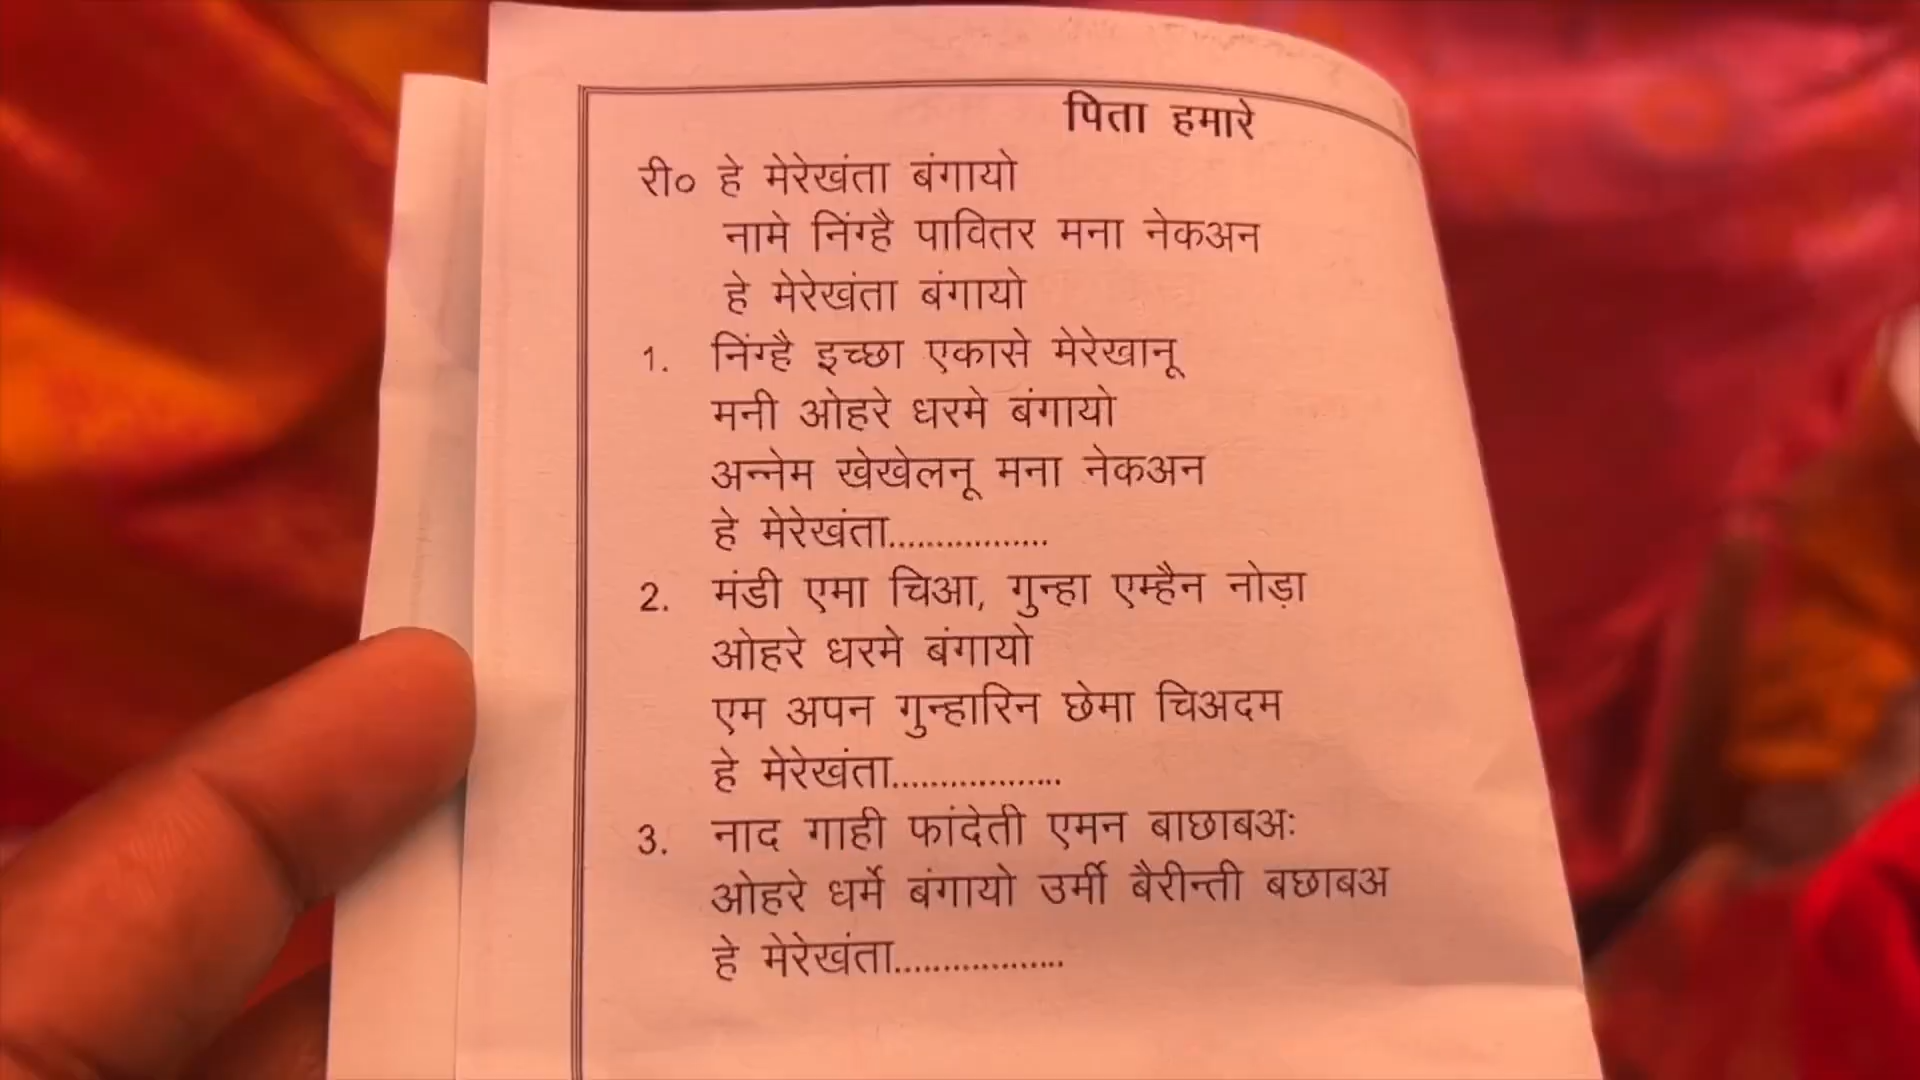 पिता हमारे
री० हे मेरेखंता बंगायो
नामे निंग्है पावितर मना नेकअन
हे मेरेखंता बंगायो
1. निंग्है इच्छा एकासे मेरेखानू
मनी ओहरे धरमे बंगायो
अन्नेम खेखेलनू मना नेकअन
हे मेरेखंता.................
2. मंडी एमा चिआ, गुन्हा एम्हैन नोड़ा
ओहरे धरमे बंगायो
एम अपन गुन्हारिन छेमा चिअदम
हे मेरेखंता..................
3. नाद गाही फांदेती एमन बाछाबअः
ओहरे धर्मे बंगायो उर्मी बैरीन्ती बछाबअ
हे मेरेखंता..................